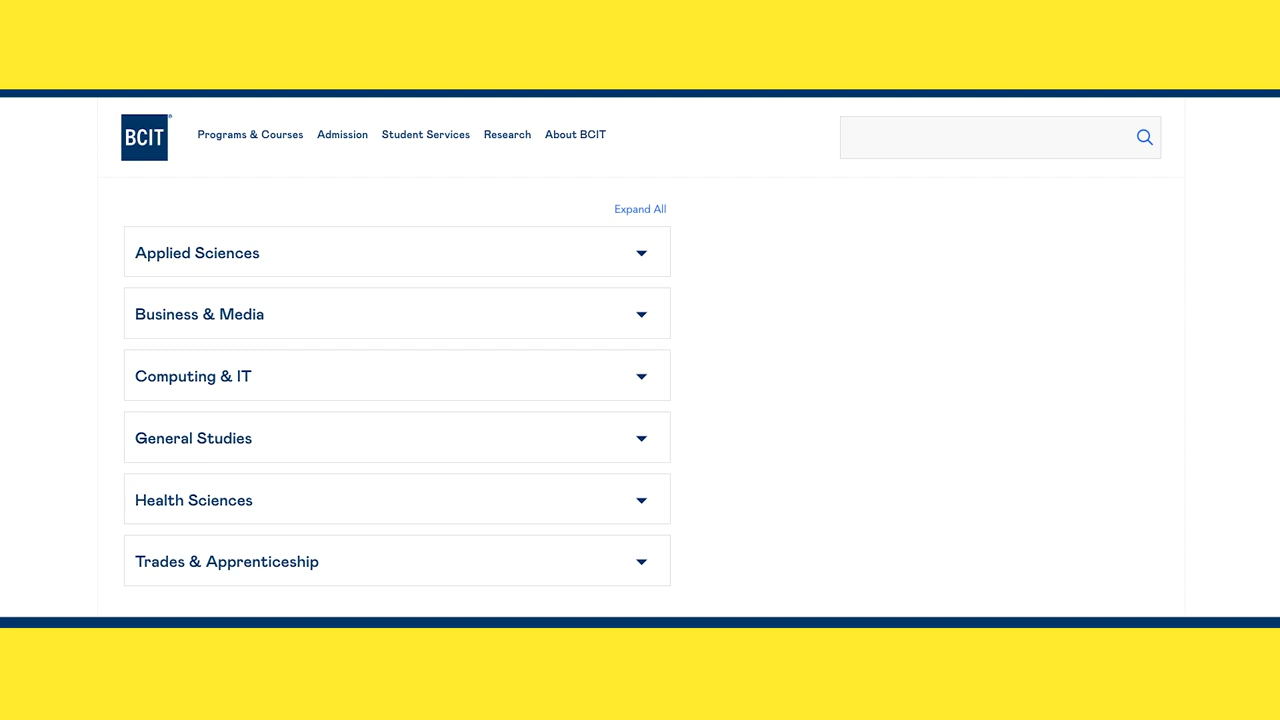 BCIT®
Programs & Courses Admission Student Services Research About BCIT
Expand All
Applied Sciences
Business & Media
Computing & IT
General Studies
Health Sciences
Trades & Apprenticeship